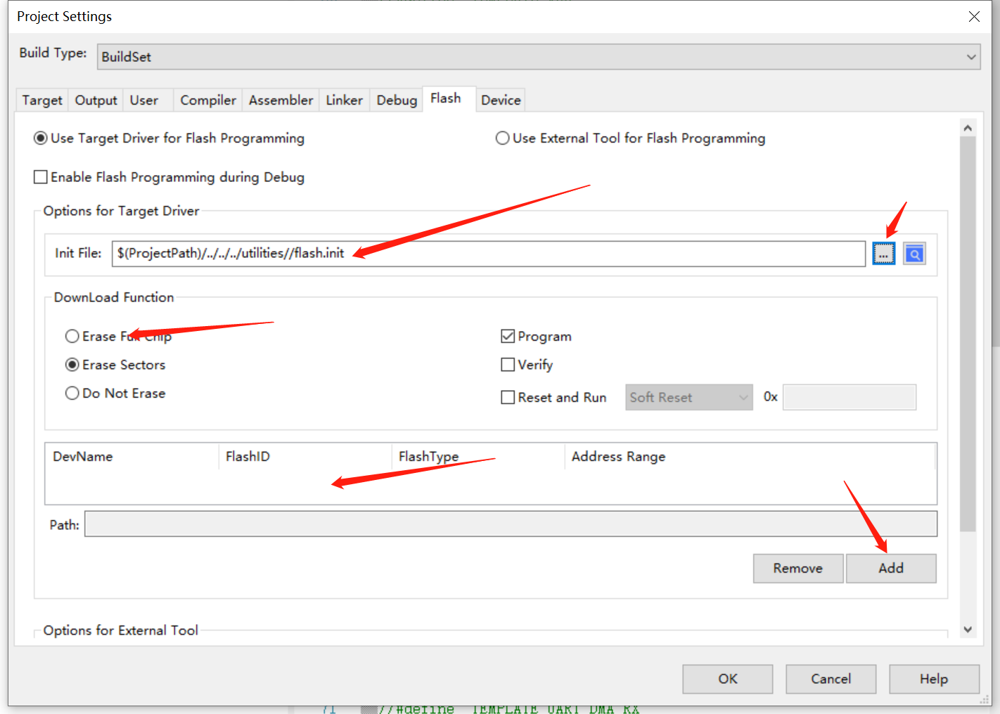 Project Settings
Build Type: BuildSet
Target Output User Compiler Assembler Linker Debug Flash Device
Use Target Driver for Flash Programming Use External Tool for Flash Programming
Enable Flash Programming during Debug
Options for Target Driver
Init File: $(ProjectPath)/../../../utilities//flash.init ...
DownLoad Function
Erase Full Chip Program
Erase Sectors Verify
Do Not Erase Reset and Run Soft Reset 0x
DevName FlashID FlashType Address Range
Path:
Remove Add
Options for External Tool
OK Cancel Help
71 //#define TEMPLATE UART DMA RX